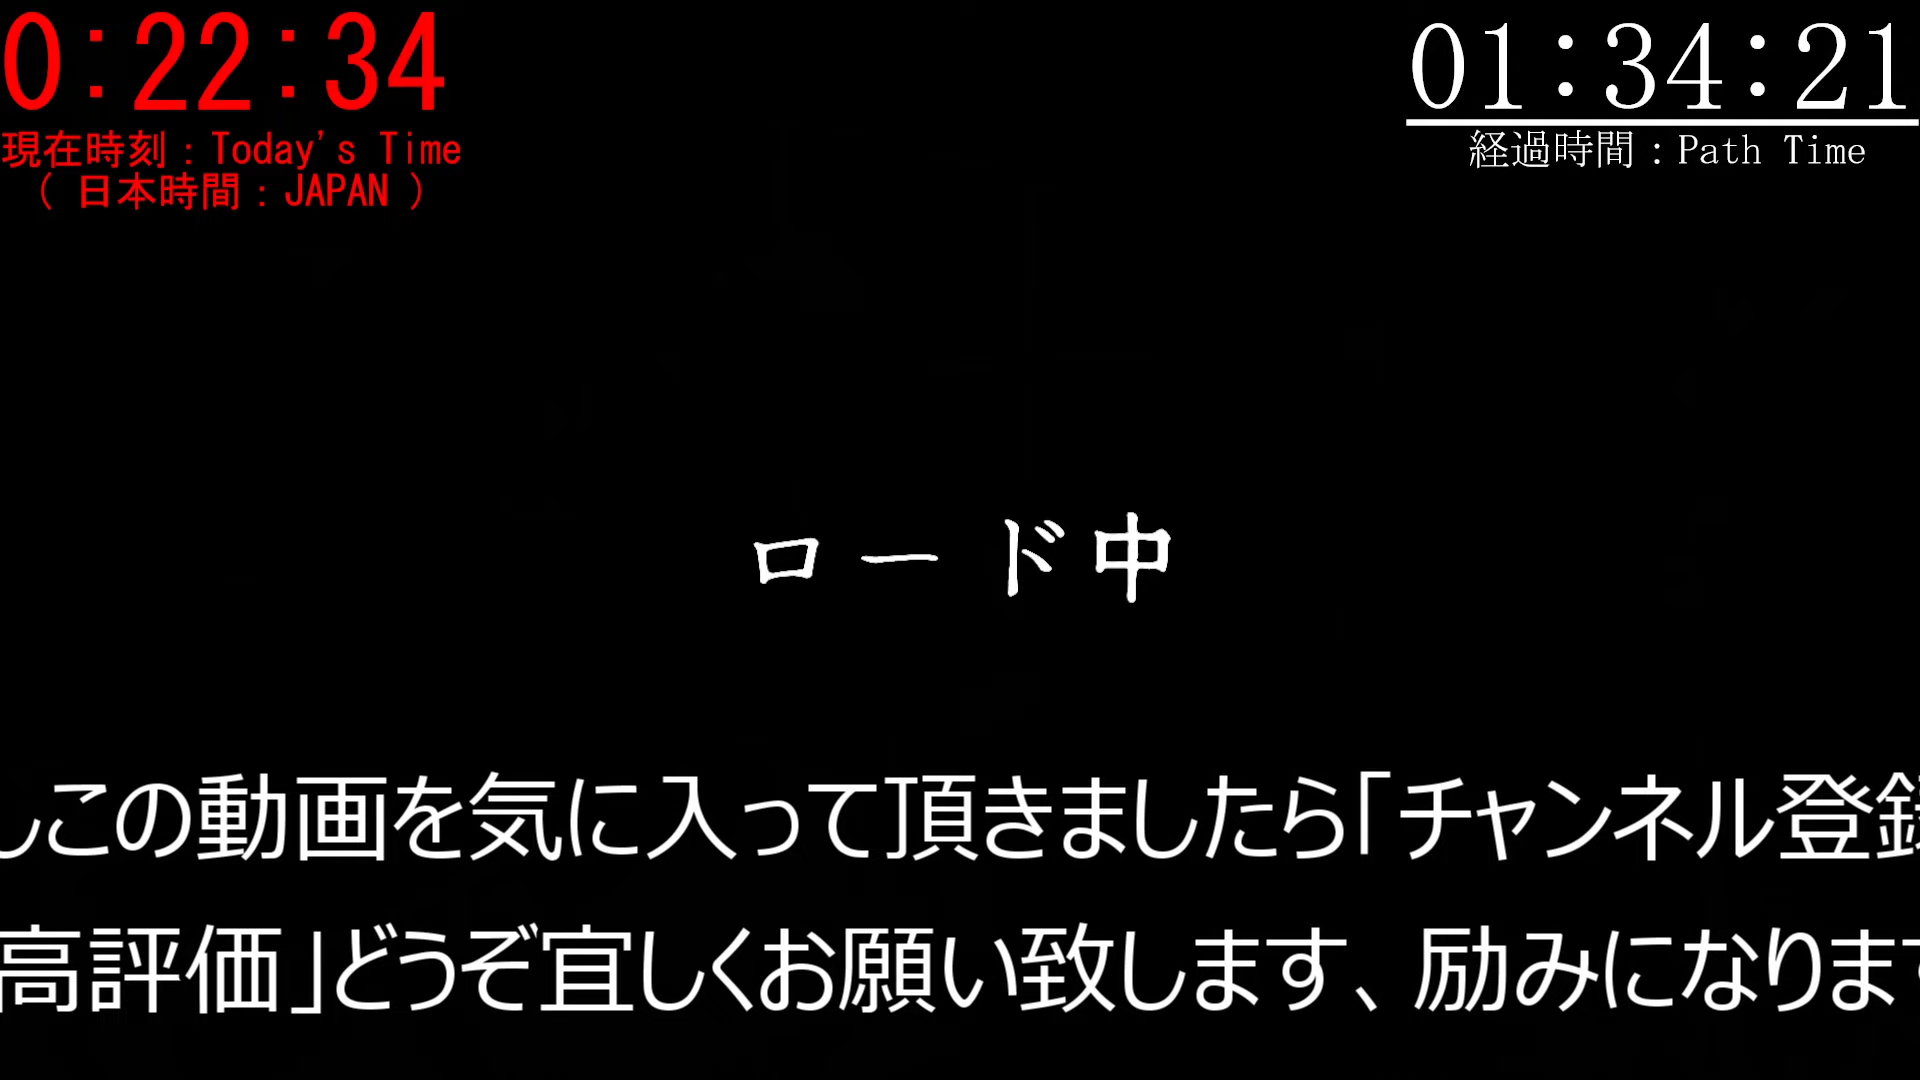 0:22:34
現在時刻：Today's Time
（ 日本時間：JAPAN ）
01:34:21
経過時間：Path Time
ロード中
しこの動画を気に入って頂きましたら「チャンネル登録
高評価」どうぞ宜しくお願い致します、励みになります